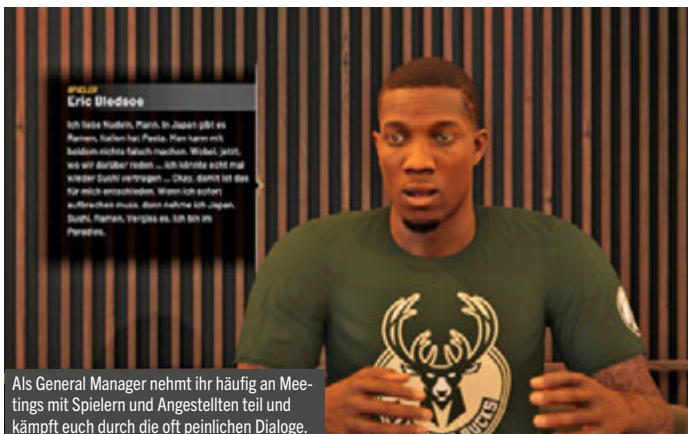 SPIELER
Eric Bledsoe
Ich liebe Nudeln, Mann. In Japan gibt es
Ramen, Italien hat Pasta. Man kann mit
beidem nichts falsch machen. Wobei, jetzt,
wo wir darüber reden ... ich könnte echt mal
wieder Sushi vertragen ... Okay, damit ist das
für mich entschieden. Wenn ich sofort
aufbrechen muss, dann nehme ich Japan.
Sushi, Ramen. Vergiss es. Ich bin im
Paradies.
BUCKS
Als General Manager nehmt ihr häufig an Mee-
tings mit Spielern und Angestellten teil und
kämpft euch durch die oft peinlichen Dialoge.